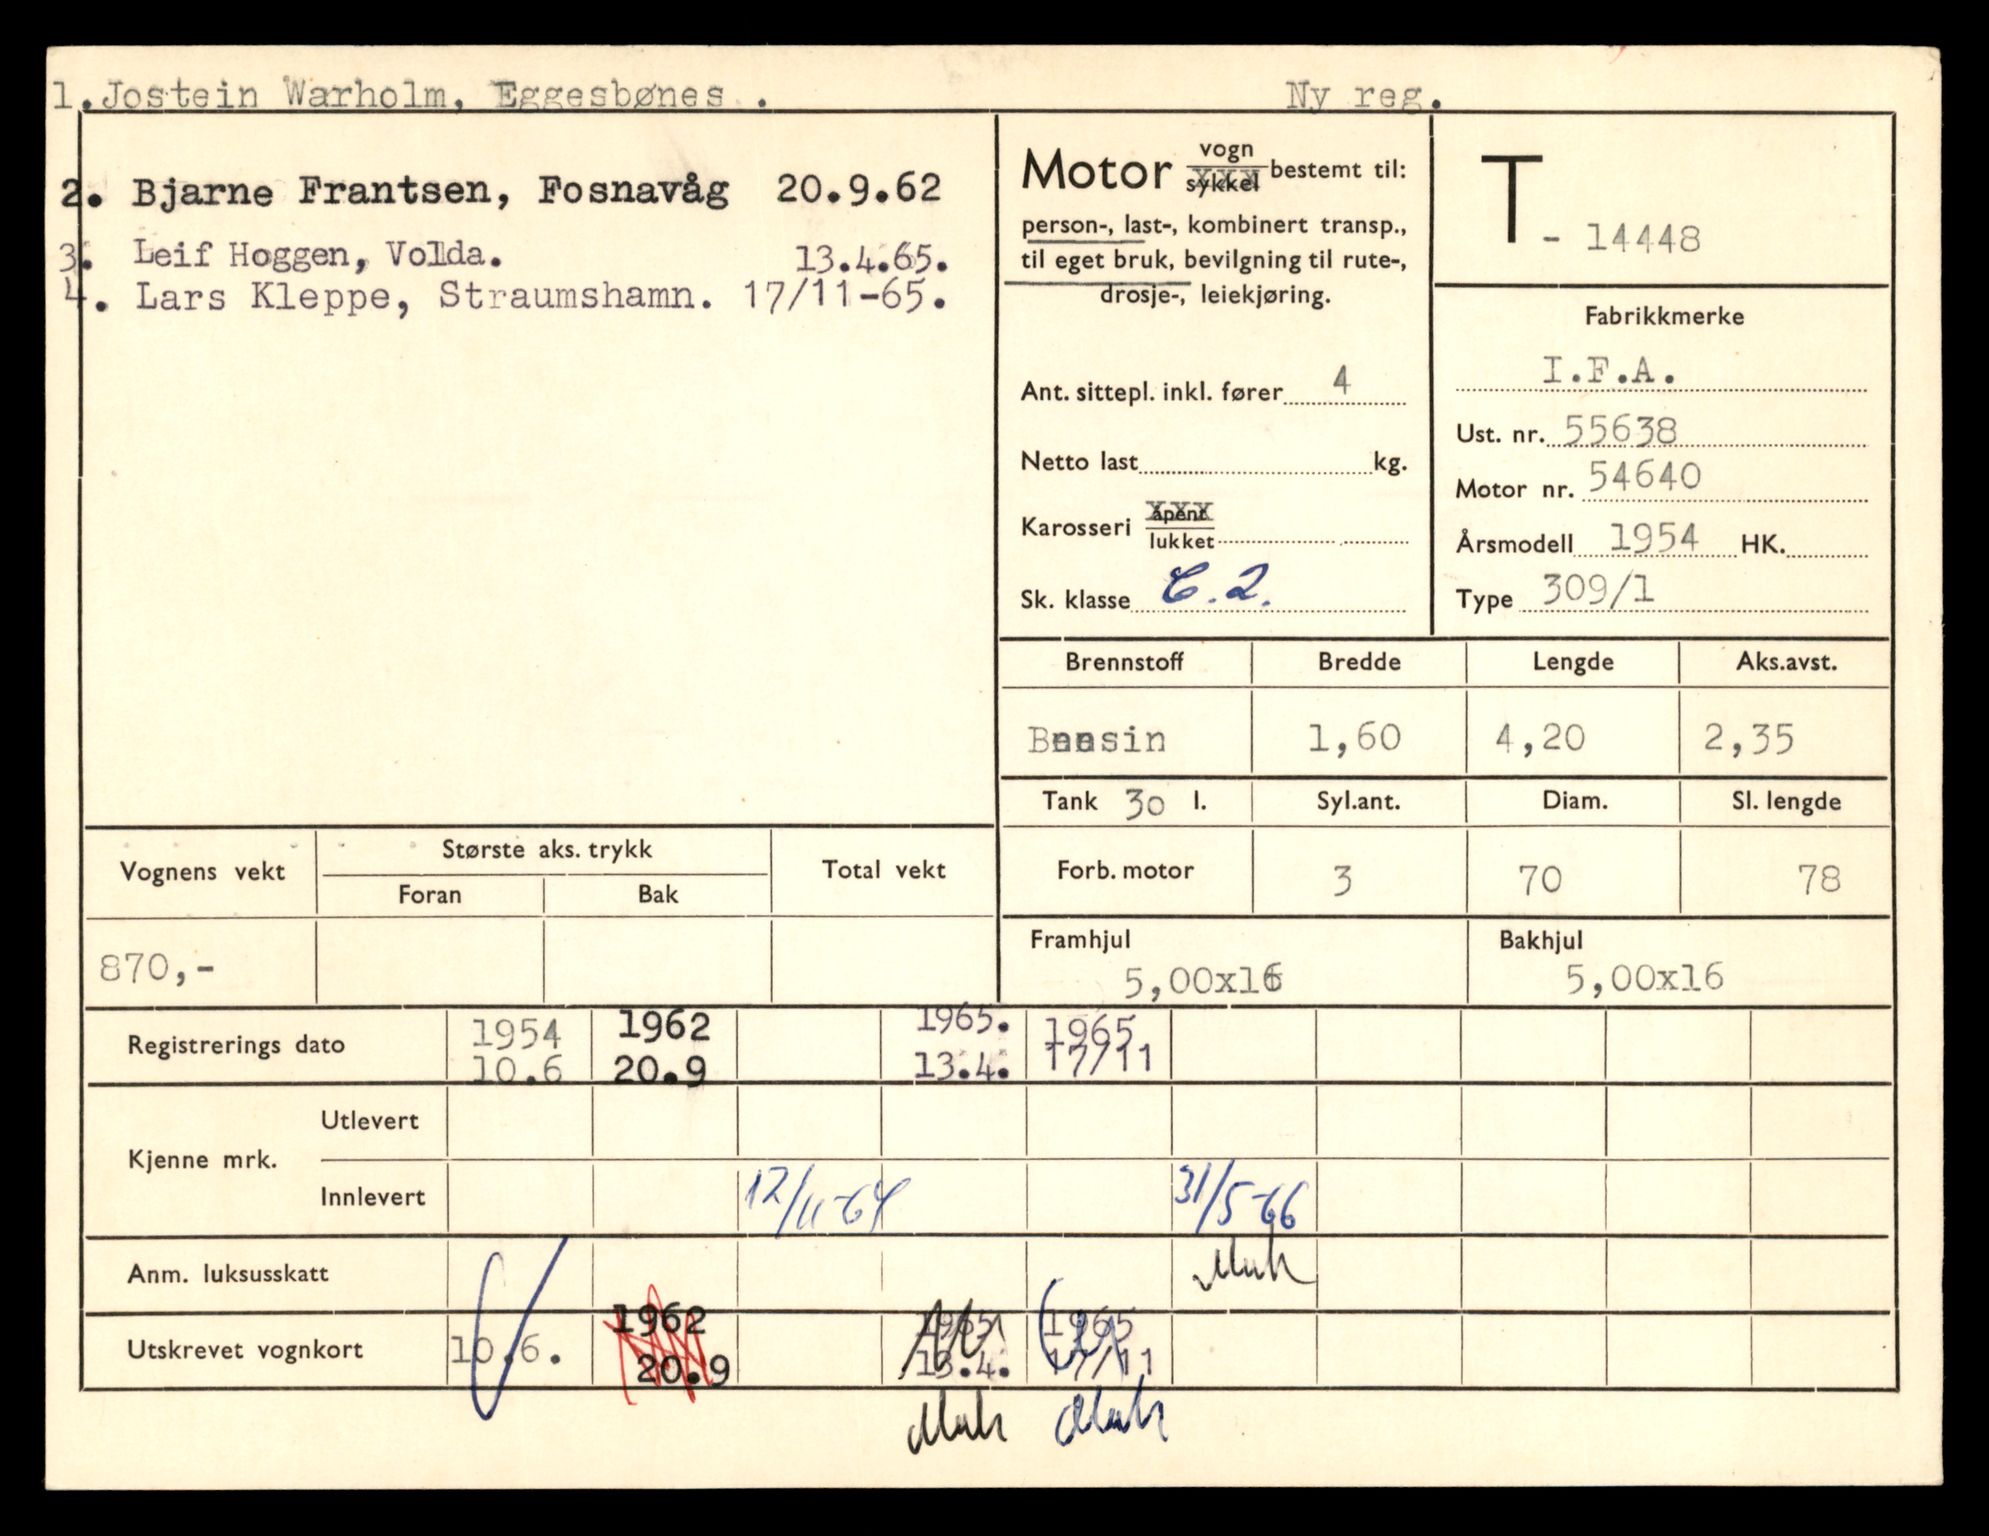 1. Jostein Warholm, Eggesbønes . Ny reg.
2. Bjarne Frantsen, Fosnavåg 20.9.62
3. Leif Hoggen, Volda. 13.4.65.
4. Lars Kleppe, Straumshamn. 17/11-65.
Motor vogn sykkel bestemt til:
person-, last-, kombinert transp.,
til eget bruk, bevilgning til rute-,
drosje-, leiekjøring.
Ant. sittepl. inkl. fører 4
Netto last kg.
Karosseri åpent lukket
Sk. klasse C.2.
T - 14448
Fabrikkmerke
I.F.A.
Ust. nr. 55638
Motor nr. 54640
Årsmodell 1954 HK.
Type 309/1
Brennstoff Bredde Lengde Aks.avst.
Bensin 1,60 4,20 2,35
Tank 30 l. Syl.ant. Diam. Sl. lengde
Forb. motor 3 70 78
Framhjul Bakhjul
5,00x16 5,00x16
Vognens vekt Største aks. trykk Total vekt
Foran Bak
870,-
Registrerings dato 1954 1962 1965. 1965
10.6 20.9 13.4. 17/11
Kjenne mrk.
Utlevert
Innlevert 12/11-64 31/5-66
Anm. luksusskatt
Utskrevet vognkort 10.6. 1962 1965 1965
20.9 13.4. 17/11